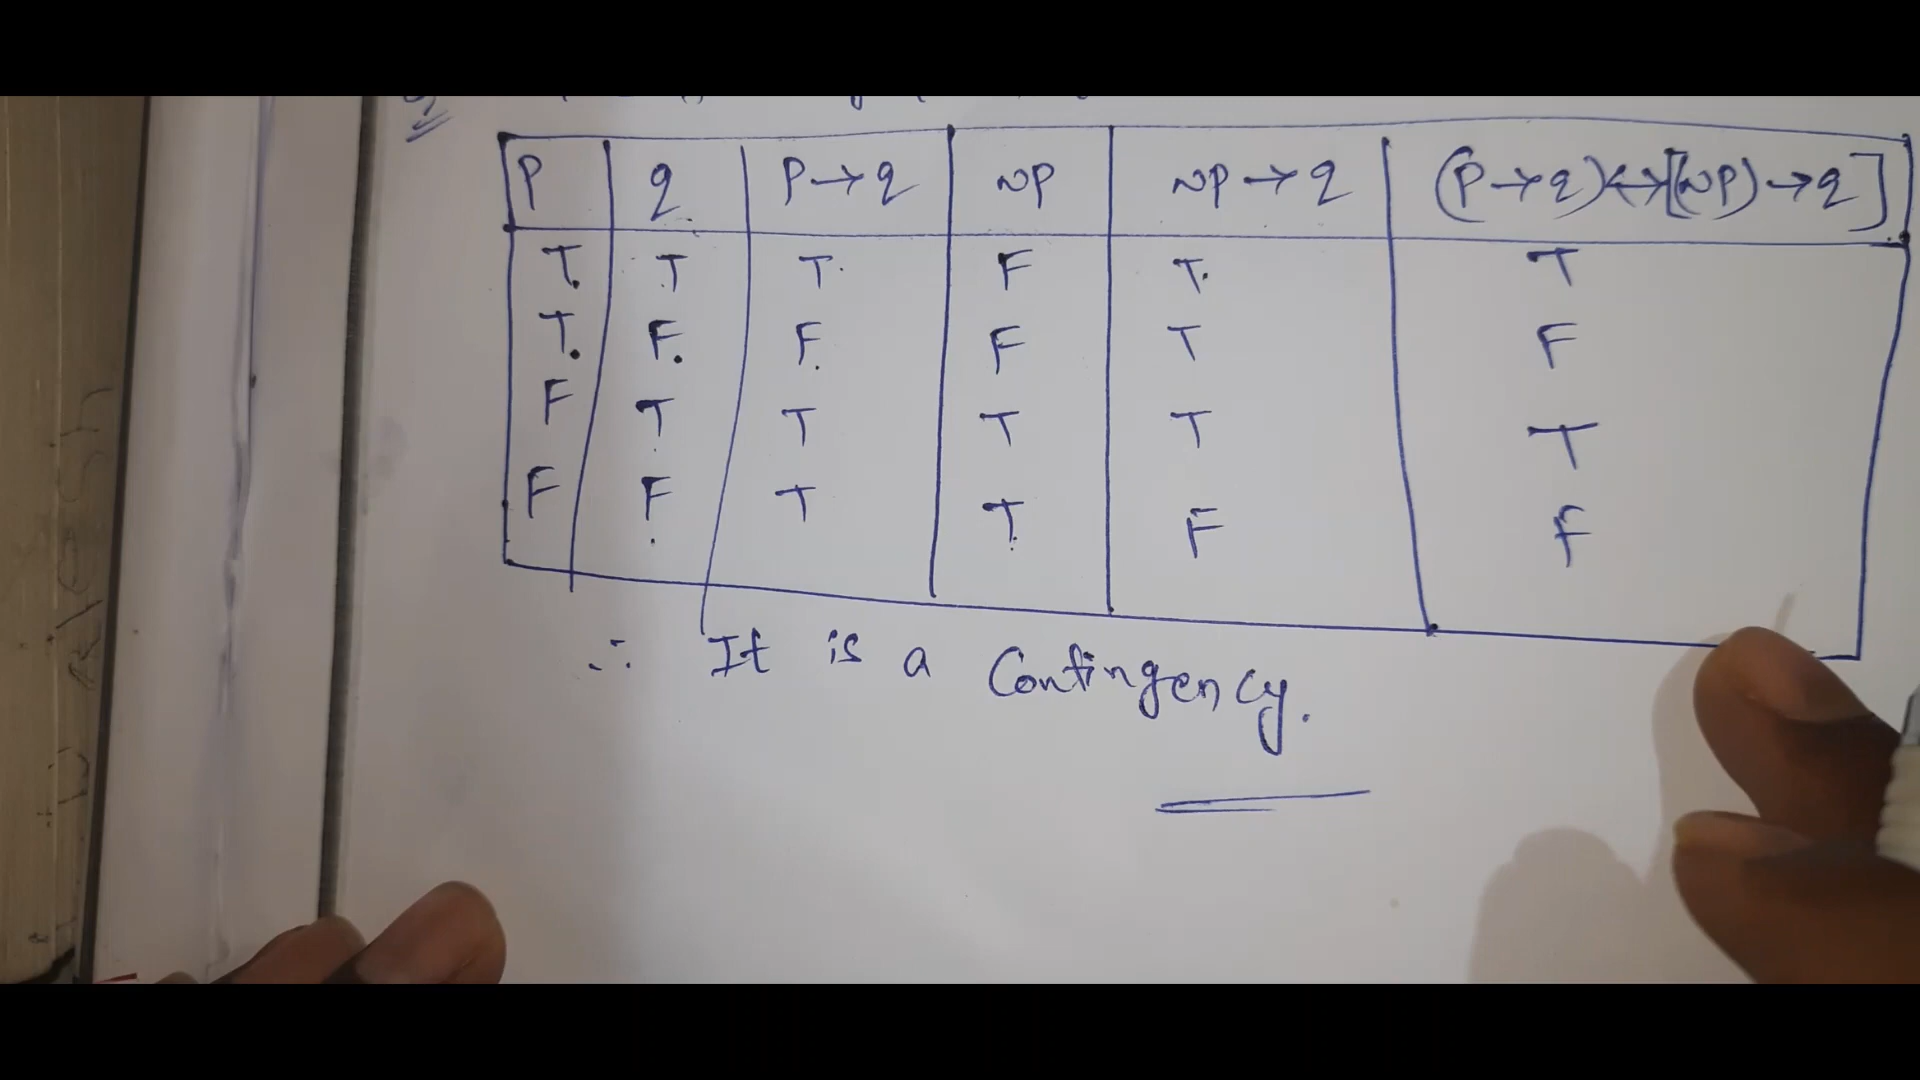 P q P→q ~P ~P→q (P→q)↔[(~P)→q]
T T T F T T
T F F F T F
F T T T T T
F F T T F F
∴ It is a Contingency.